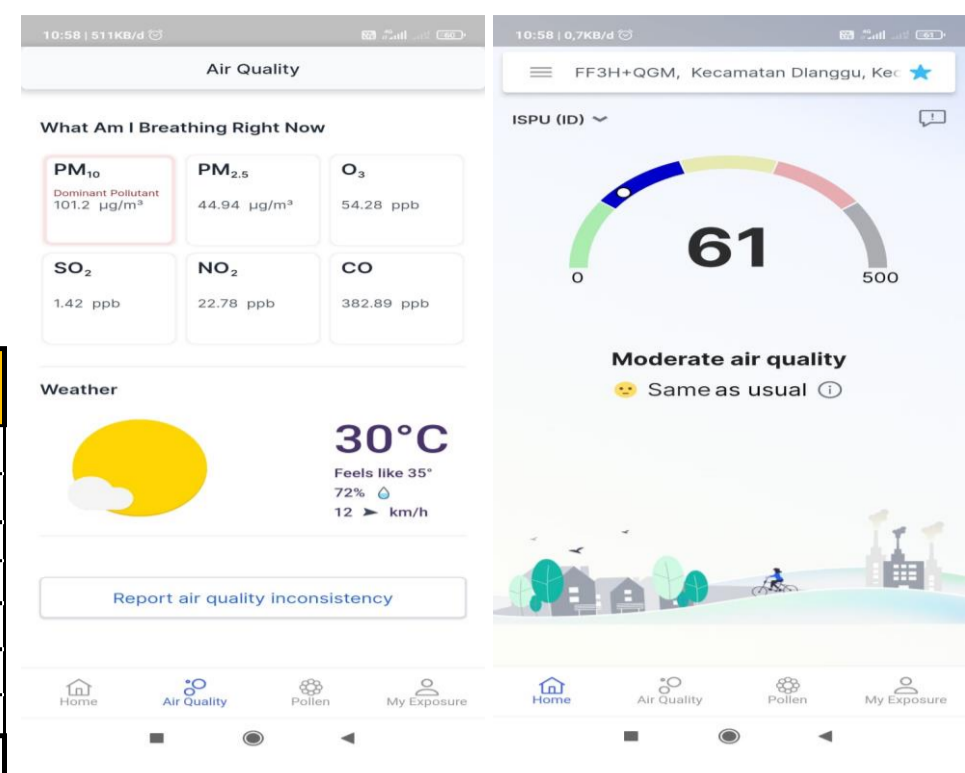 10:58 | 511KB/d
60
Air Quality
What Am I Breathing Right Now
PM₁₀
Dominant Pollutant
101.2 µg/m³
PM₂.₅
44.94 µg/m³
O₃
54.28 ppb
SO₂
1.42 ppb
NO₂
22.78 ppb
CO
382.89 ppb
Weather
30°C
Feels like 35°
72%
12 ➤ km/h
Report air quality inconsistency
Home
Air Quality
Pollen
My Exposure
10:58 | 0,7KB/d
61
FF3H+QGM, Kecamatan Dlanggu, Kec
ISPU (ID)
61
0
500
Moderate air quality
Same as usual
Home
Air Quality
Pollen
My Exposure